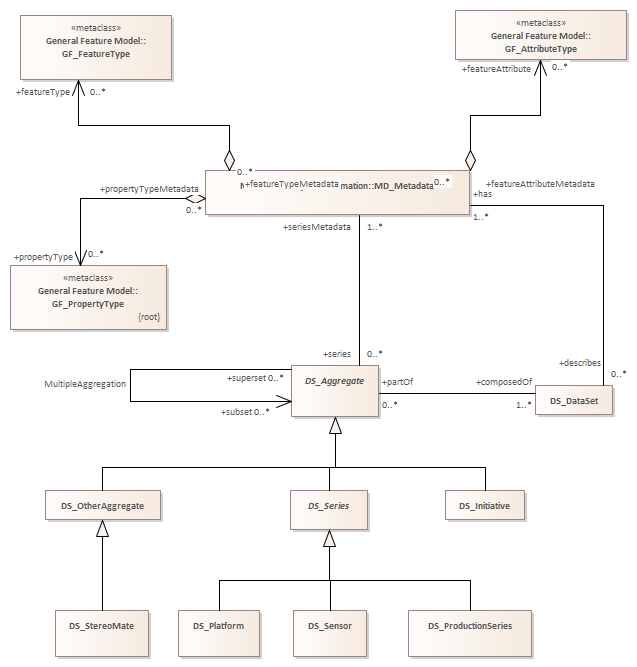 «metaclass»
General Feature Model::
GF_FeatureType
«metaclass»
General Feature Model::
GF_AttributeType
+featureType
0..*
+featureAttribute
0..*
0..*
+featureTypeMetadata
mation::MD_Metadata
0..*
+propertyTypeMetadata
0..*
+featureAttributeMetadata
+has
1..*
+seriesMetadata
1..*
+propertyType
0..*
«metaclass»
General Feature Model::
GF_PropertyType
{root}
+series
0..*
+describes
0..*
MultipleAggregation
+superset 0..*
+subset 0..*
DS_Aggregate
+partOf
0..*
+composedOf
1..*
DS_DataSet
DS_OtherAggregate
DS_Series
DS_Initiative
DS_StereoMate
DS_Platform
DS_Sensor
DS_ProductionSeries